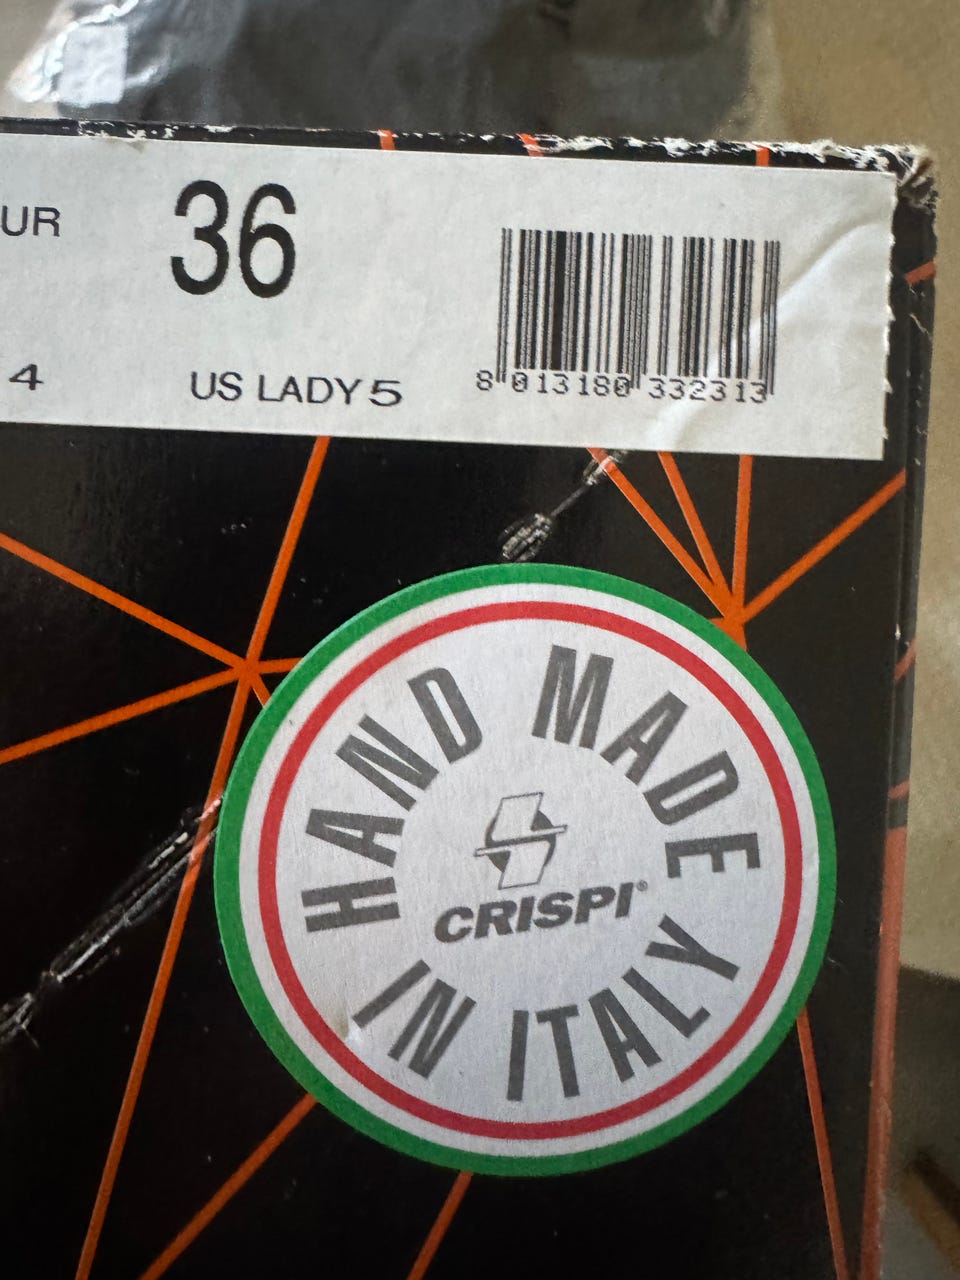 UR 36
4 US LADY 5
8 013180 332313
HAND MADE
CRISPI®
IN ITALY